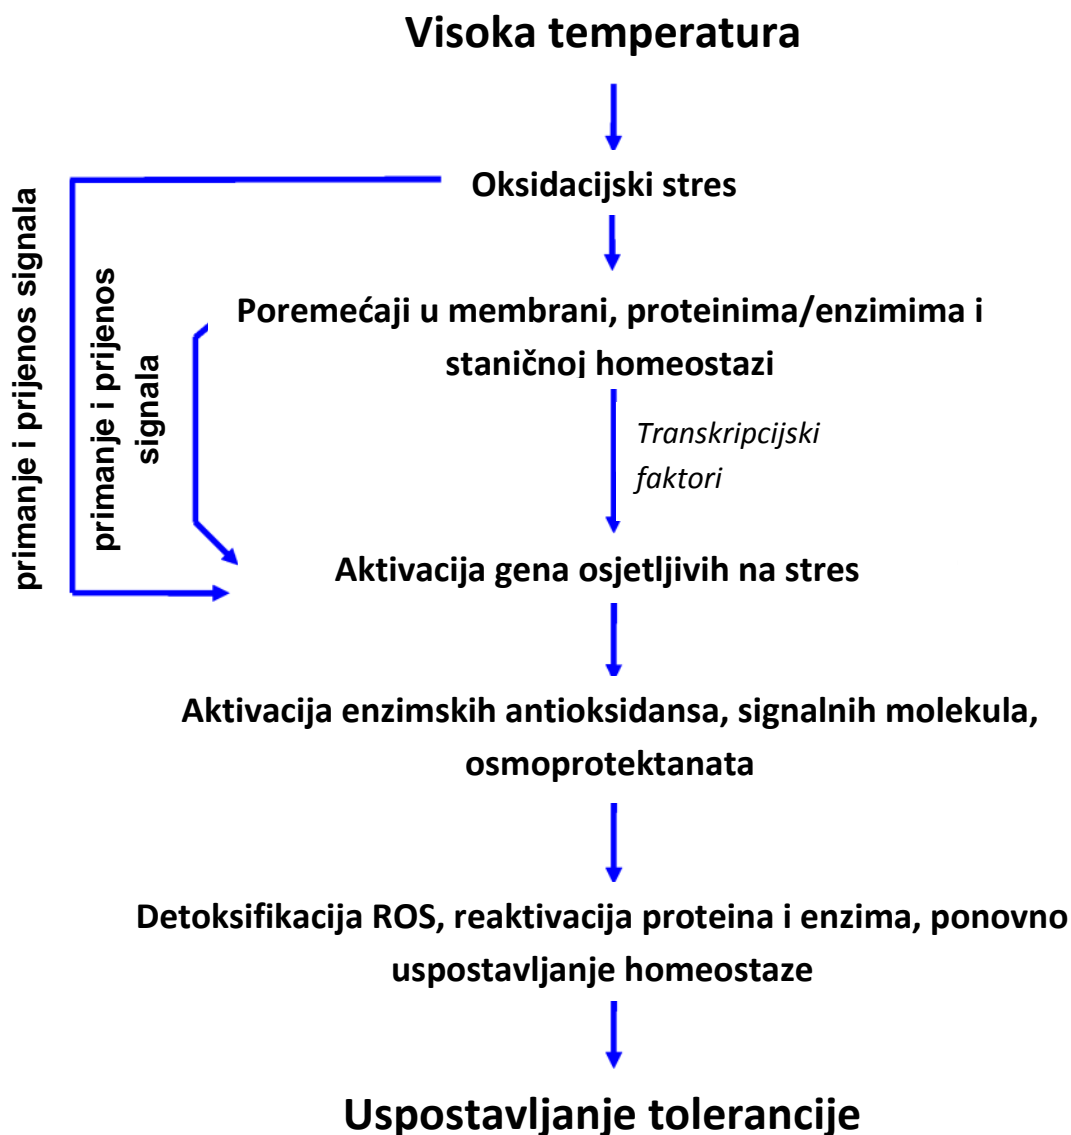 Visoka temperatura
Oksidacijski stres
primanje i prijenos signala
primanje i prijenos
signala
Poremećaji u membrani, proteinima/enzimima i
staničnoj homeostazi
Transkripcijski
faktori
Aktivacija gena osjetljivih na stres
Aktivacija enzimskih antioksidansa, signalnih molekula,
osmoprotektanata
Detoksifikacija ROS, reaktivacija proteina i enzima, ponovno
uspostavljanje homeostaze
Uspostavljanje tolerancije